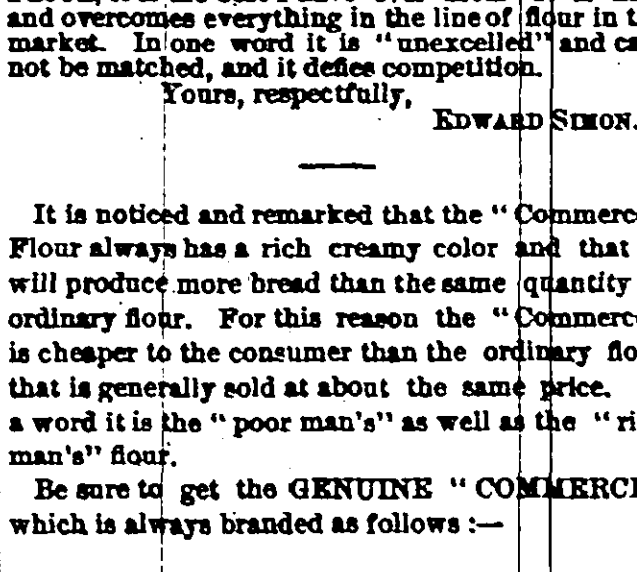 and overcomes everything in the line of flour in
market. In one word it is "unexcelled" and
not be matched, and it defies competition.
Yours, respectfully,
EDWARD SIMON.
It is noticed and remarked that the "Commerc
Flour always has a rich creamy color and that
will produce more bread than the same quantity
ordinary flour. For this reason the "Commerc
is cheaper to the consumer than the ordinary flo
that is generally sold at about the same price.
a word it is the "poor man's" as well as the "ri
man's" flour.
Be sure to get the GENUINE "COMMERCI
which is always branded as follows :—